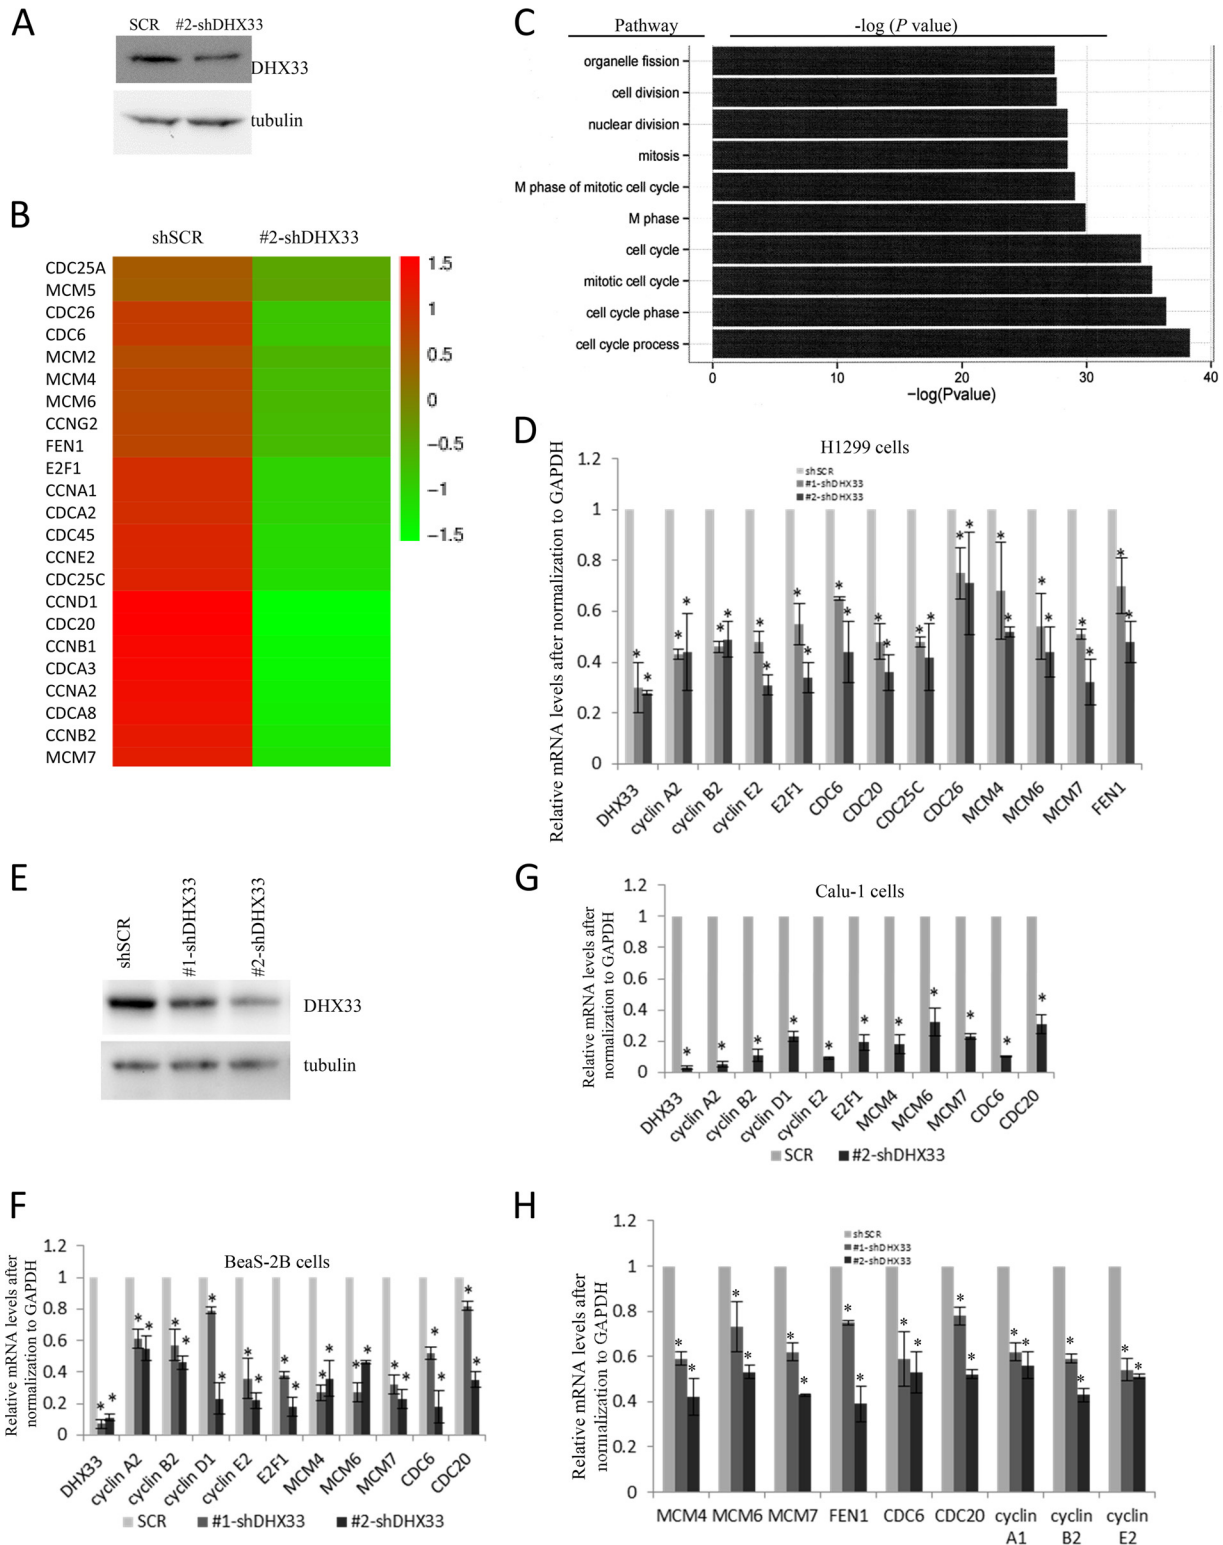 A
SCR #2-shDHX33
DHX33
tubulin
B
shSCR #2-shDHX33
CDC25A
MCM5
CDC26
CDC6
MCM2
MCM4
MCM6
CCNG2
FEN1
E2F1
CCNA1
CDCA2
CDC45
CCNE2
CDC25C
CCND1
CDC20
CCNB1
CDCA3
CCNA2
CDCA8
CCNB2
MCM7
1.5
1
0.5
0
-0.5
-1
-1.5
C
Pathway -log (P value)
organelle fission
cell division
nuclear division
mitosis
M phase of mitotic cell cycle
M phase
cell cycle
mitotic cell cycle
cell cycle phase
cell cycle process
0 10 20 30 40
-log(Pvalue)
D
H1299 cells
Relative mRNA levels after normalization to GAPDH
shSCR
#1-shDHX33
#2-shDHX33
1.2
1
0.8
0.6
0.4
0.2
0
DHX33 cyclin A2 cyclin B2 cyclin E2 E2F1 CDC6 CDC20 CDC25C CDC26 MCM4 MCM6 MCM7 FEN1
E
shSCR #1-shDHX33 #2-shDHX33
DHX33
tubulin
G
Calu-1 cells
Relative mRNA levels after
normalization to GAPDH
1.2
1
0.8
0.6
0.4
0.2
0
DHX33 cyclin A2 cyclin B2 cyclin D1 cyclin E2 E2F1 MCM4 MCM6 MCM7 CDC6 CDC20
SCR #2-shDHX33
F
BeaS-2B cells
Relative mRNA levels after
normalization to GAPDH
1.2
1
0.8
0.6
0.4
0.2
0
DHX33 cyclin A2 cyclin B2 cyclin D1 cyclin E2 E2F1 MCM4 MCM6 MCM7 CDC6 CDC20
SCR #1-shDHX33 #2-shDHX33
H
Relative mRNA levels after
normalization to GAPDH
shSCR
#1-shDHX33
#2-shDHX33
1.2
1
0.8
0.6
0.4
0.2
0
MCM4 MCM6 MCM7 FEN1 CDC6 CDC20 cyclin cyclin cyclin
A1 B2 E2